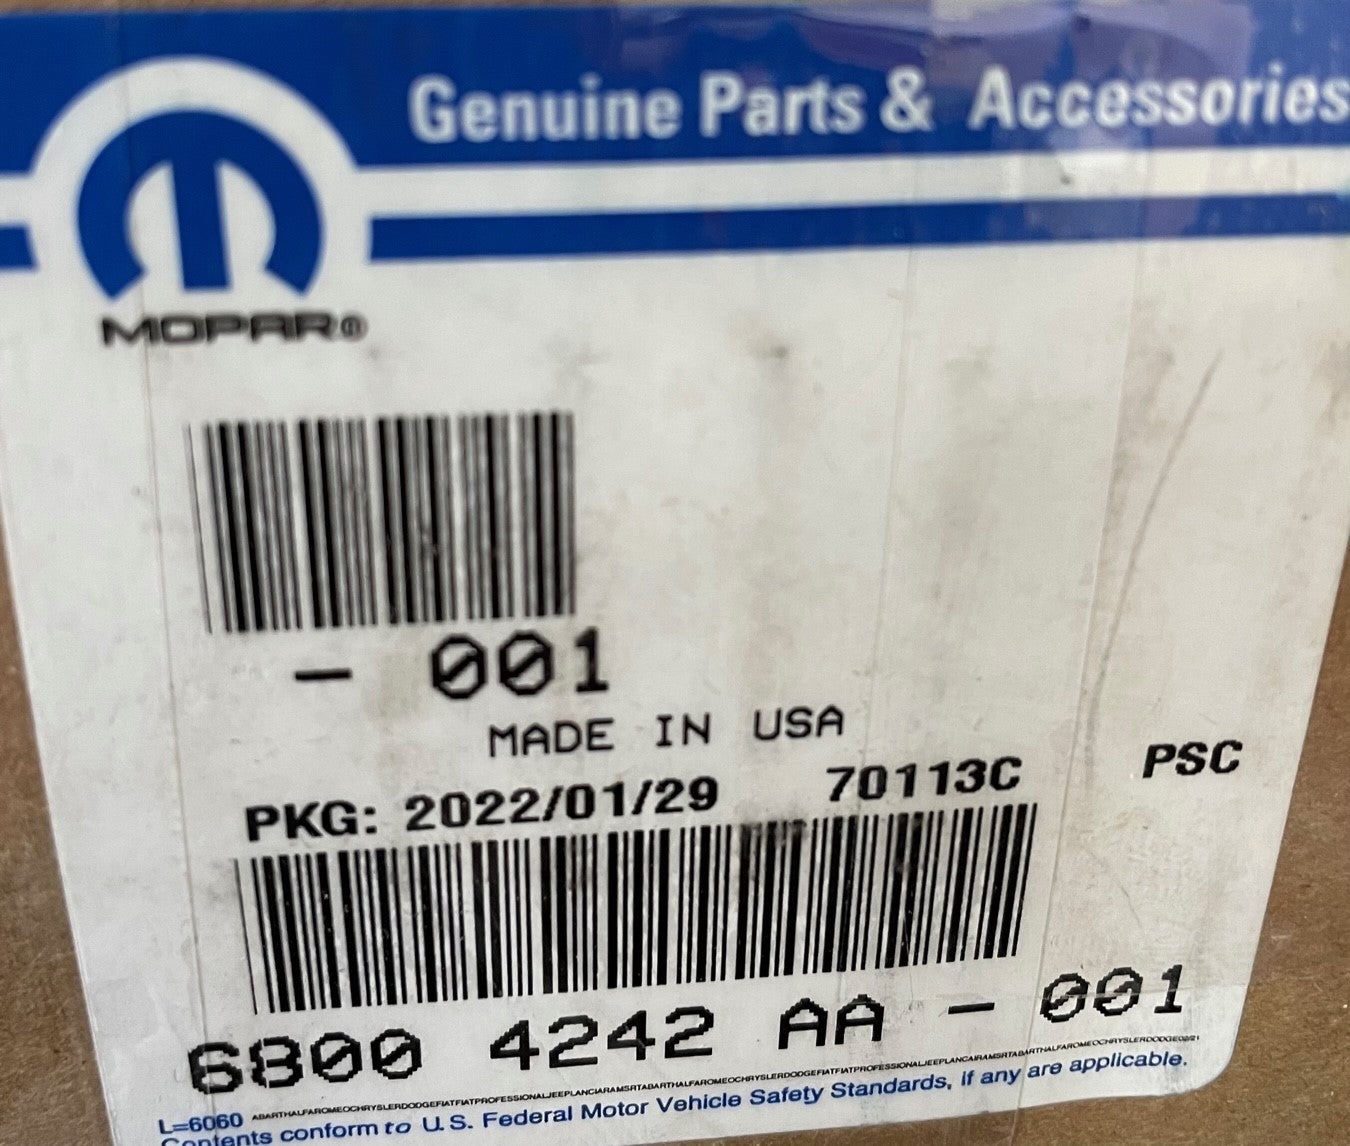 Genuine Parts & Accessories
MOPAR®
- 001
MADE IN USA
PKG: 2022/01/29 70113C PSC
6800 4242 AA - 001
L=6060 ABARTHALFAROMEOCHRYSLERDODGEFIATFIATPROFESSIONALJEEPLANCIARAMSRTABARTHALFAROMEOCHRYSLERDODGEFIATFIATPROFESSIONALJEEPLANCIARAMSRTABARTHALFAROMEOCHRYSLERDODGE
Contents conform to U.S. Federal Motor Vehicle Safety Standards, if any are applicable.